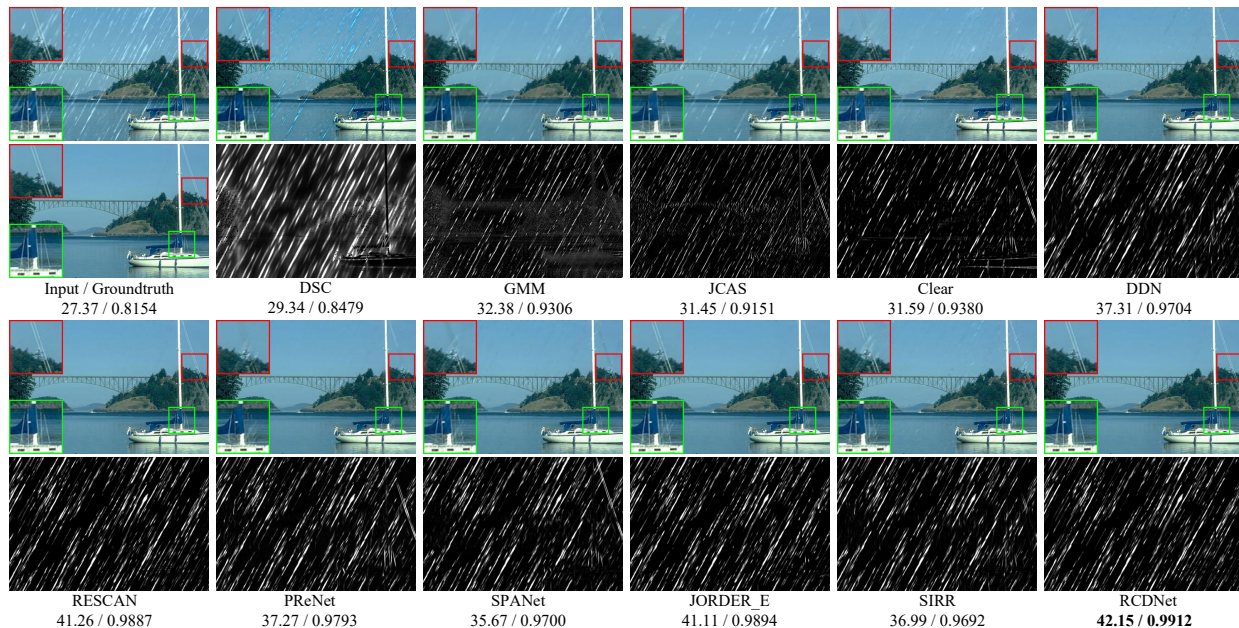 Input / Groundtruth DSC GMM JCAS Clear DDN
27.37 / 0.8154 29.34 / 0.8479 32.38 / 0.9306 31.45 / 0.9151 31.59 / 0.9380 37.31 / 0.9704
RESCAN PReNet SPANet JORDER_E SIRR RCDNet
41.26 / 0.9887 37.27 / 0.9793 35.67 / 0.9700 41.11 / 0.9894 36.99 / 0.9692 42.15 / 0.9912